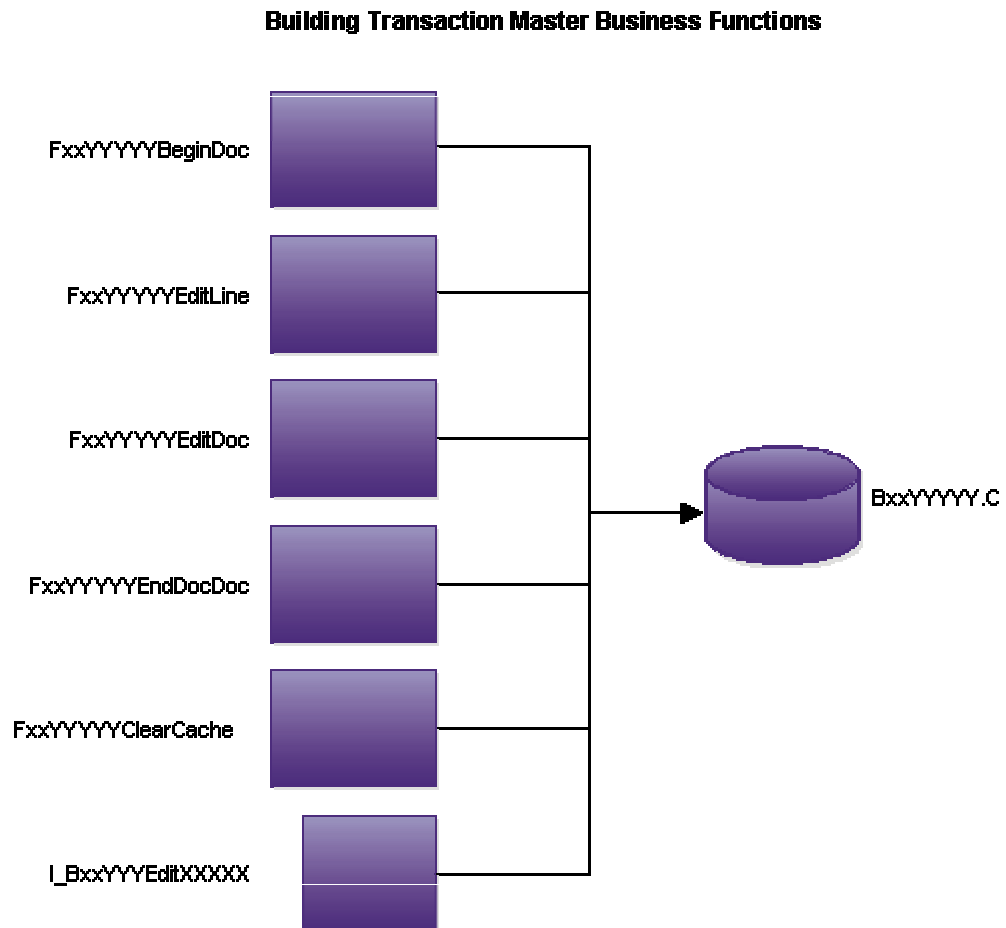 Building Transaction Master Business Functions
FxxYYYYYBeginDoc
FxxYYYYYEditLine
FxxYYYYYEditDoc
BxxYYYYY.C
FxxYYYYYEndDocDoc
FxxYYYYYClearCache
I_BxxYYYEditXXXXX